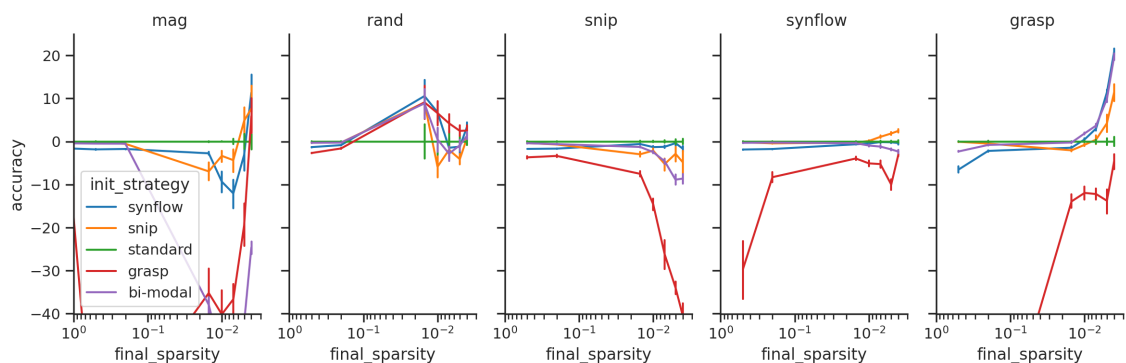 mag rand snip synflow grasp
accuracy
20
10
0
−10
−20
−30
−40
init_strategy
synflow
snip
standard
grasp
bi-modal
10⁰ 10⁻¹ 10⁻² 10⁰ 10⁻¹ 10⁻² 10⁰ 10⁻¹ 10⁻² 10⁰ 10⁻¹ 10⁻² 10⁰ 10⁻¹ 10⁻²
final_sparsity final_sparsity final_sparsity final_sparsity final_sparsity